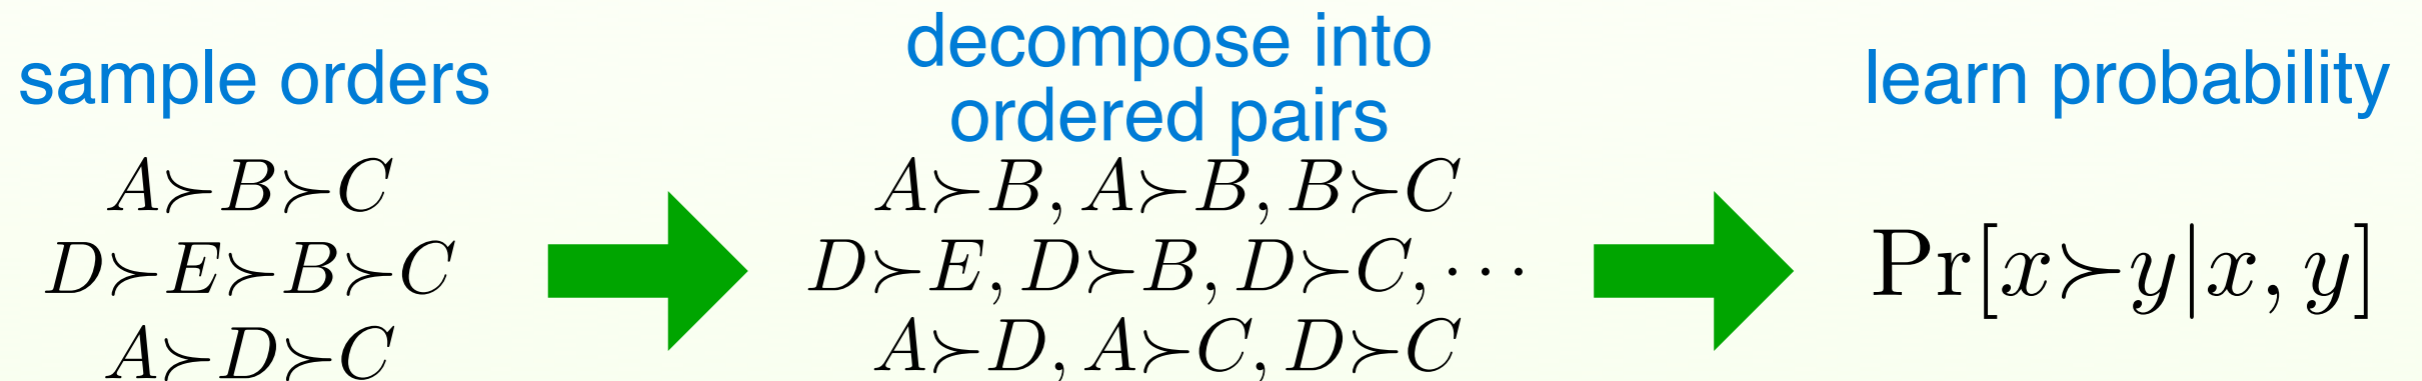 sample orders
A≻B≻C
D≻E≻B≻C
A≻D≻C
decompose into
ordered pairs
A≻B, A≻B, B≻C
D≻E, D≻B, D≻C, ···
A≻D, A≻C, D≻C
learn probability
Pr[x≻y|x, y]